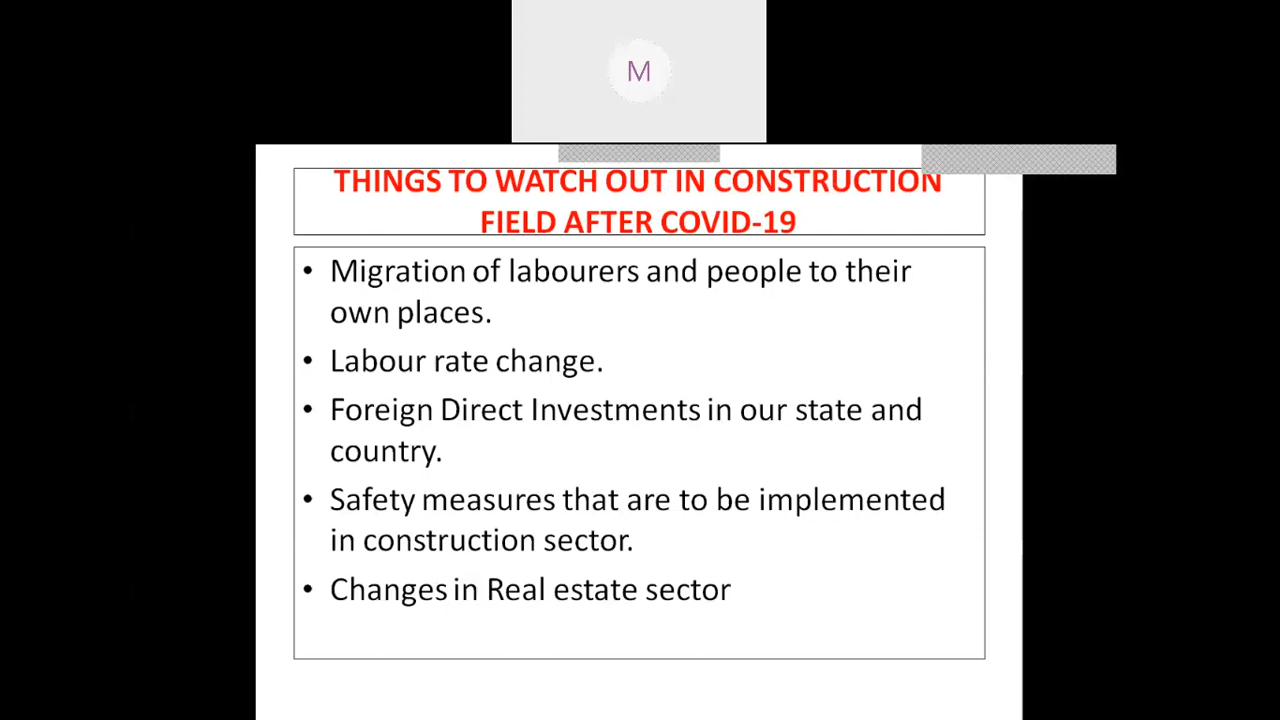 M
THINGS TO WATCH OUT IN CONSTRUCTION
FIELD AFTER COVID-19
• Migration of labourers and people to their
own places.
• Labour rate change.
• Foreign Direct Investments in our state and
country.
• Safety measures that are to be implemented
in construction sector.
• Changes in Real estate sector